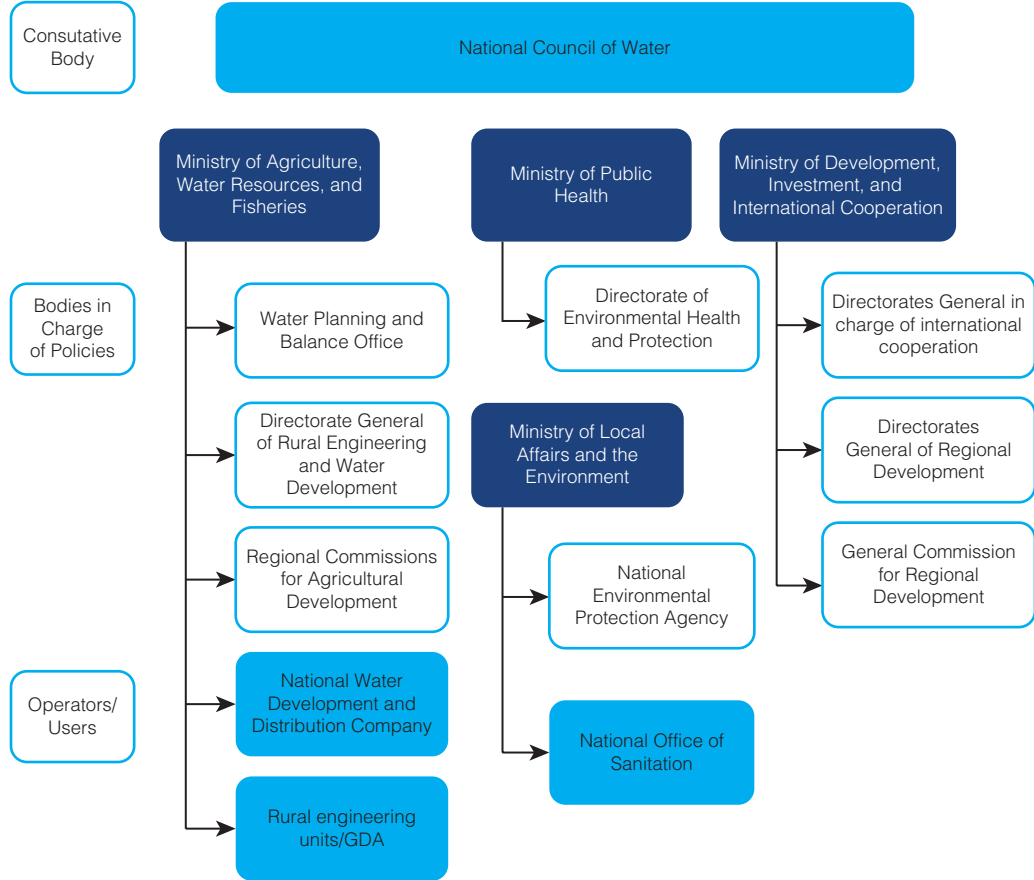 Consutative
Body
National Council of Water
Ministry of Agriculture,
Water Resources, and
Fisheries
Ministry of Public
Health
Ministry of Development,
Investment, and
International Cooperation
Bodies in
Charge
of Policies
Water Planning and
Balance Office
Directorate of
Environmental Health
and Protection
Directorates General in
charge of international
cooperation
Directorate General
of Rural Engineering
and Water
Development
Ministry of Local
Affairs and the
Environment
Directorates
General of Regional
Development
Regional Commissions
for Agricultural
Development
National
Environmental
Protection Agency
General Commission
for Regional
Development
Operators/
Users
National Water
Development and
Distribution Company
National Office of
Sanitation
Rural engineering
units/GDA